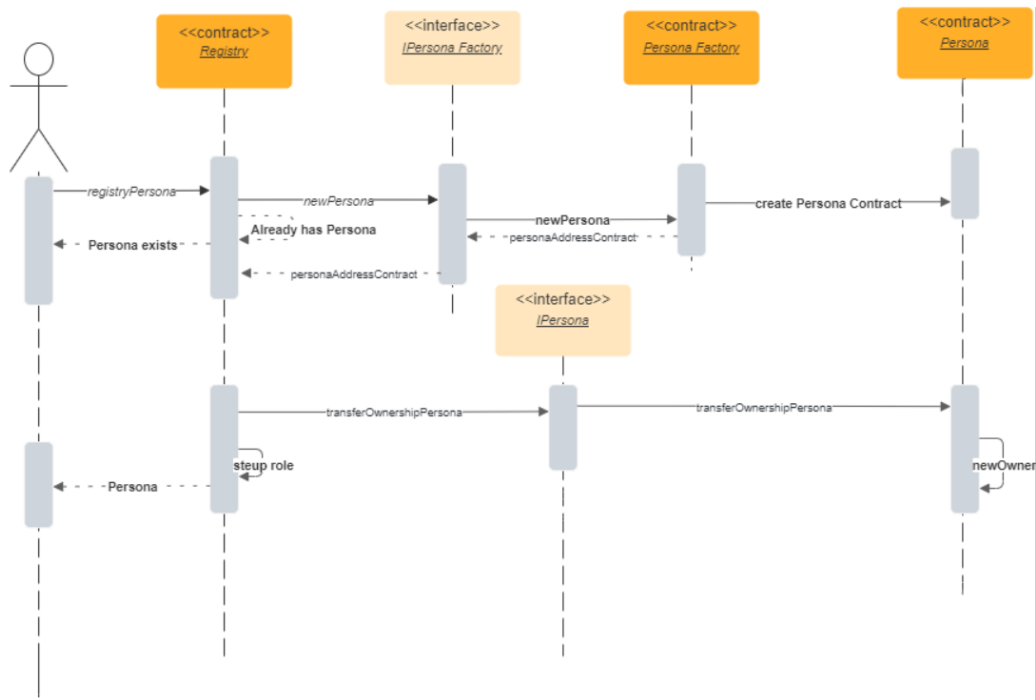 <<contract>>
Registry
<<interface>>
IPersona Factory
<<contract>>
Persona Factory
<<contract>>
Persona
registryPersona
newPersona
create Persona Contract
newPersona
Already has Persona
personaAddressContract
Persona exists
personaAddressContract
<<interface>>
IPersona
transferOwnershipPersona
transferOwnershipPersona
steup role
newOwner
Persona